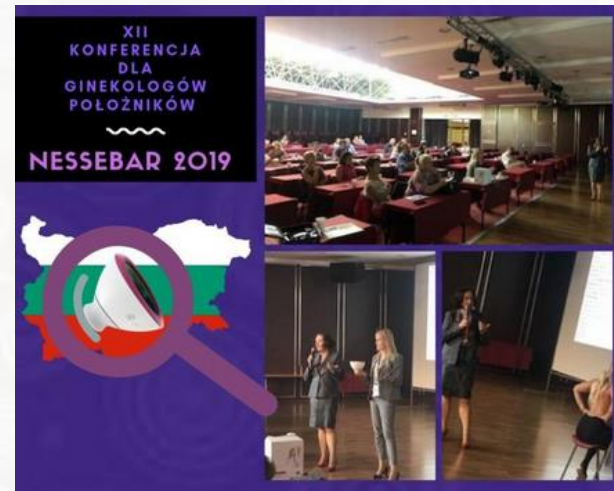 XII
KONFERENCJA
DLA
GINEKOLOGÓW
POŁOŻNIKÓW
NESSEBAR 2019